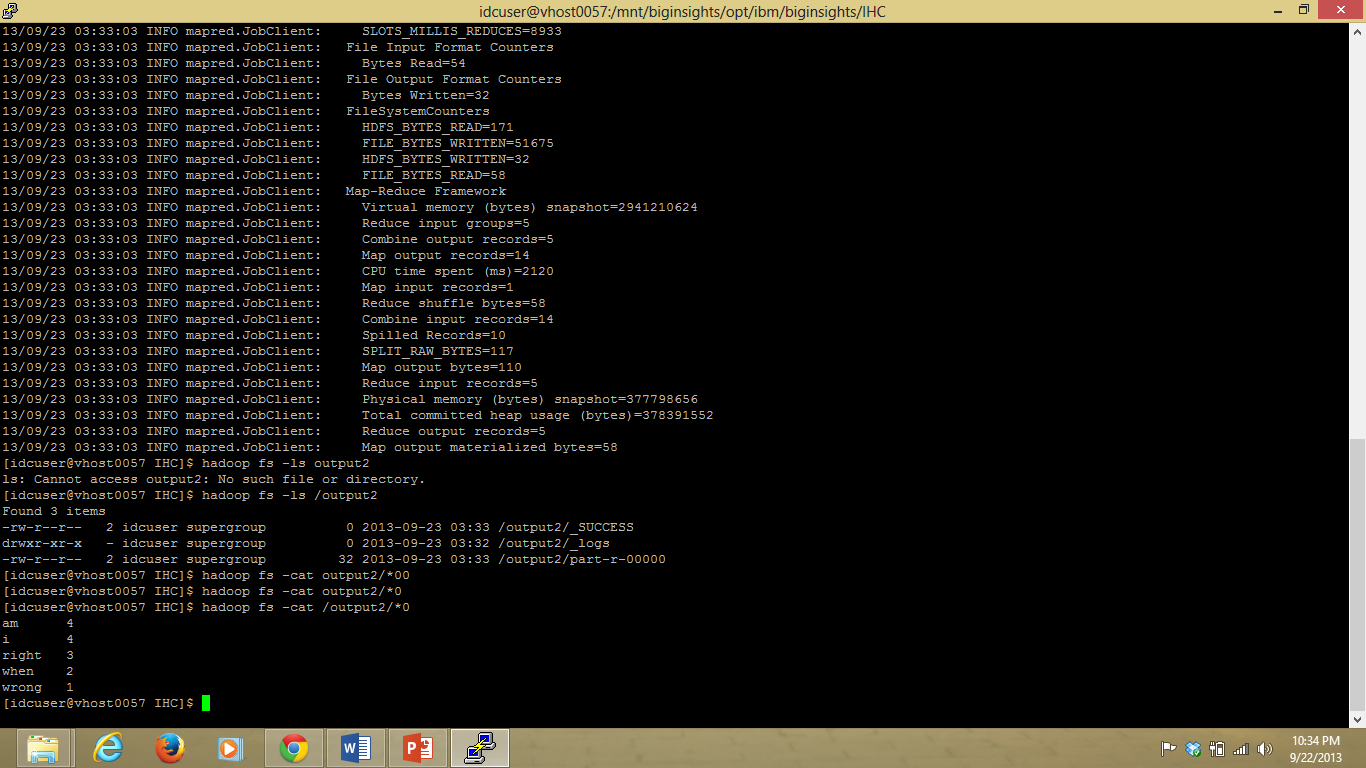 idcuser@vhost0057:/mnt/biginsights/opt/ibm/biginsights/IHC
13/09/23 03:33:03 INFO mapred.JobClient:     SLOTS_MILLIS_REDUCES=8933
13/09/23 03:33:03 INFO mapred.JobClient:   File Input Format Counters
13/09/23 03:33:03 INFO mapred.JobClient:     Bytes Read=54
13/09/23 03:33:03 INFO mapred.JobClient:   File Output Format Counters
13/09/23 03:33:03 INFO mapred.JobClient:     Bytes Written=32
13/09/23 03:33:03 INFO mapred.JobClient:   FileSystemCounters
13/09/23 03:33:03 INFO mapred.JobClient:     HDFS_BYTES_READ=171
13/09/23 03:33:03 INFO mapred.JobClient:     FILE_BYTES_WRITTEN=51675
13/09/23 03:33:03 INFO mapred.JobClient:     HDFS_BYTES_WRITTEN=32
13/09/23 03:33:03 INFO mapred.JobClient:     FILE_BYTES_READ=58
13/09/23 03:33:03 INFO mapred.JobClient:   Map-Reduce Framework
13/09/23 03:33:03 INFO mapred.JobClient:     Virtual memory (bytes) snapshot=2941210624
13/09/23 03:33:03 INFO mapred.JobClient:     Reduce input groups=5
13/09/23 03:33:03 INFO mapred.JobClient:     Combine output records=5
13/09/23 03:33:03 INFO mapred.JobClient:     Map output records=14
13/09/23 03:33:03 INFO mapred.JobClient:     CPU time spent (ms)=2120
13/09/23 03:33:03 INFO mapred.JobClient:     Map input records=1
13/09/23 03:33:03 INFO mapred.JobClient:     Reduce shuffle bytes=58
13/09/23 03:33:03 INFO mapred.JobClient:     Combine input records=14
13/09/23 03:33:03 INFO mapred.JobClient:     Spilled Records=10
13/09/23 03:33:03 INFO mapred.JobClient:     SPLIT_RAW_BYTES=117
13/09/23 03:33:03 INFO mapred.JobClient:     Map output bytes=110
13/09/23 03:33:03 INFO mapred.JobClient:     Reduce input records=5
13/09/23 03:33:03 INFO mapred.JobClient:     Physical memory (bytes) snapshot=377798656
13/09/23 03:33:03 INFO mapred.JobClient:     Total committed heap usage (bytes)=378391552
13/09/23 03:33:03 INFO mapred.JobClient:     Reduce output records=5
13/09/23 03:33:03 INFO mapred.JobClient:     Map output materialized bytes=58
[idcuser@vhost0057 IHC]$ hadoop fs -ls output2
ls: Cannot access output2: No such file or directory.
[idcuser@vhost0057 IHC]$ hadoop fs -ls /output2
Found 3 items
-rw-r--r--   2 idcuser supergroup          0 2013-09-23 03:33 /output2/_SUCCESS
drwxr-xr-x   - idcuser supergroup          0 2013-09-23 03:32 /output2/_logs
-rw-r--r--   2 idcuser supergroup         32 2013-09-23 03:33 /output2/part-r-00000
[idcuser@vhost0057 IHC]$ hadoop fs -cat output2/*00
[idcuser@vhost0057 IHC]$ hadoop fs -cat output2/*0
[idcuser@vhost0057 IHC]$ hadoop fs -cat /output2/*0
am      4
i       4
right   3
when    2
wrong   1
[idcuser@vhost0057 IHC]$
10:34 PM
9/22/2013